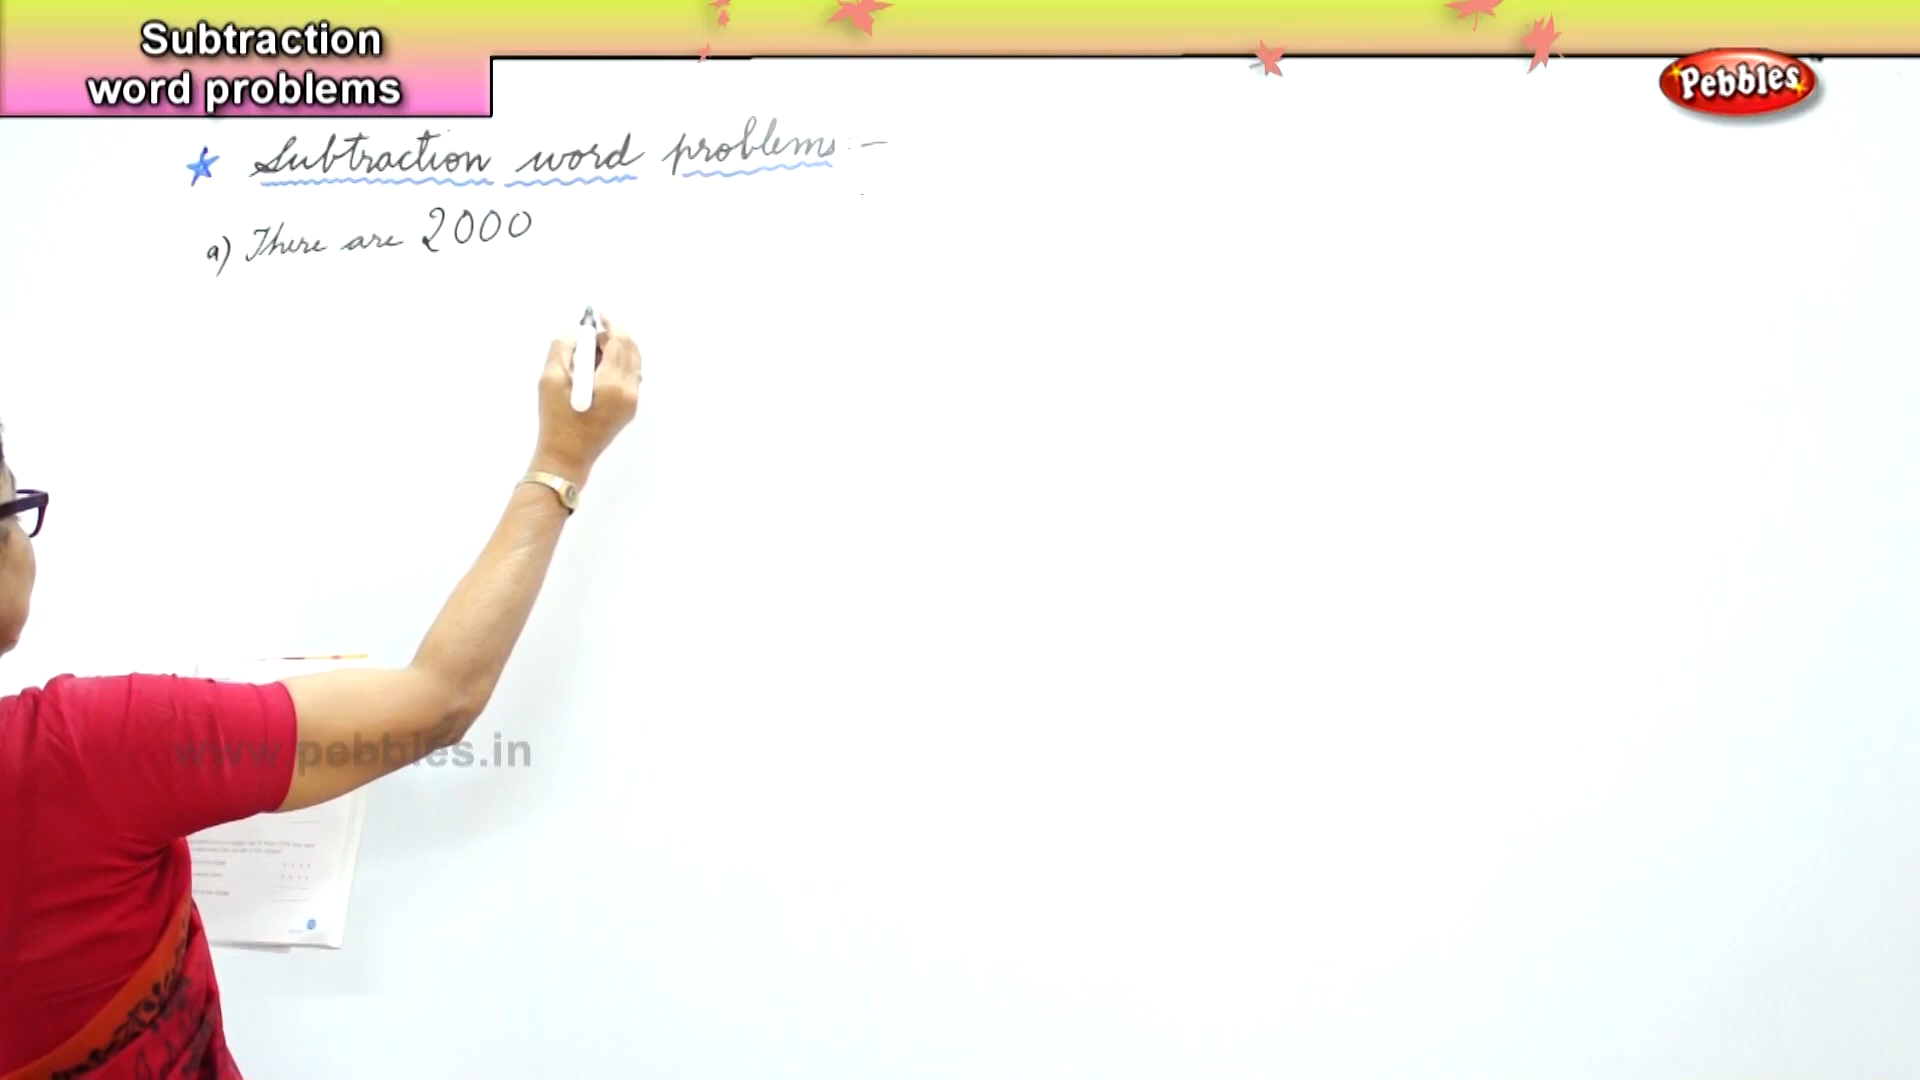 Subtraction
word problems
Pebbles
★ Subtraction word problems :-
a) There are 2000
www.pebbles.in